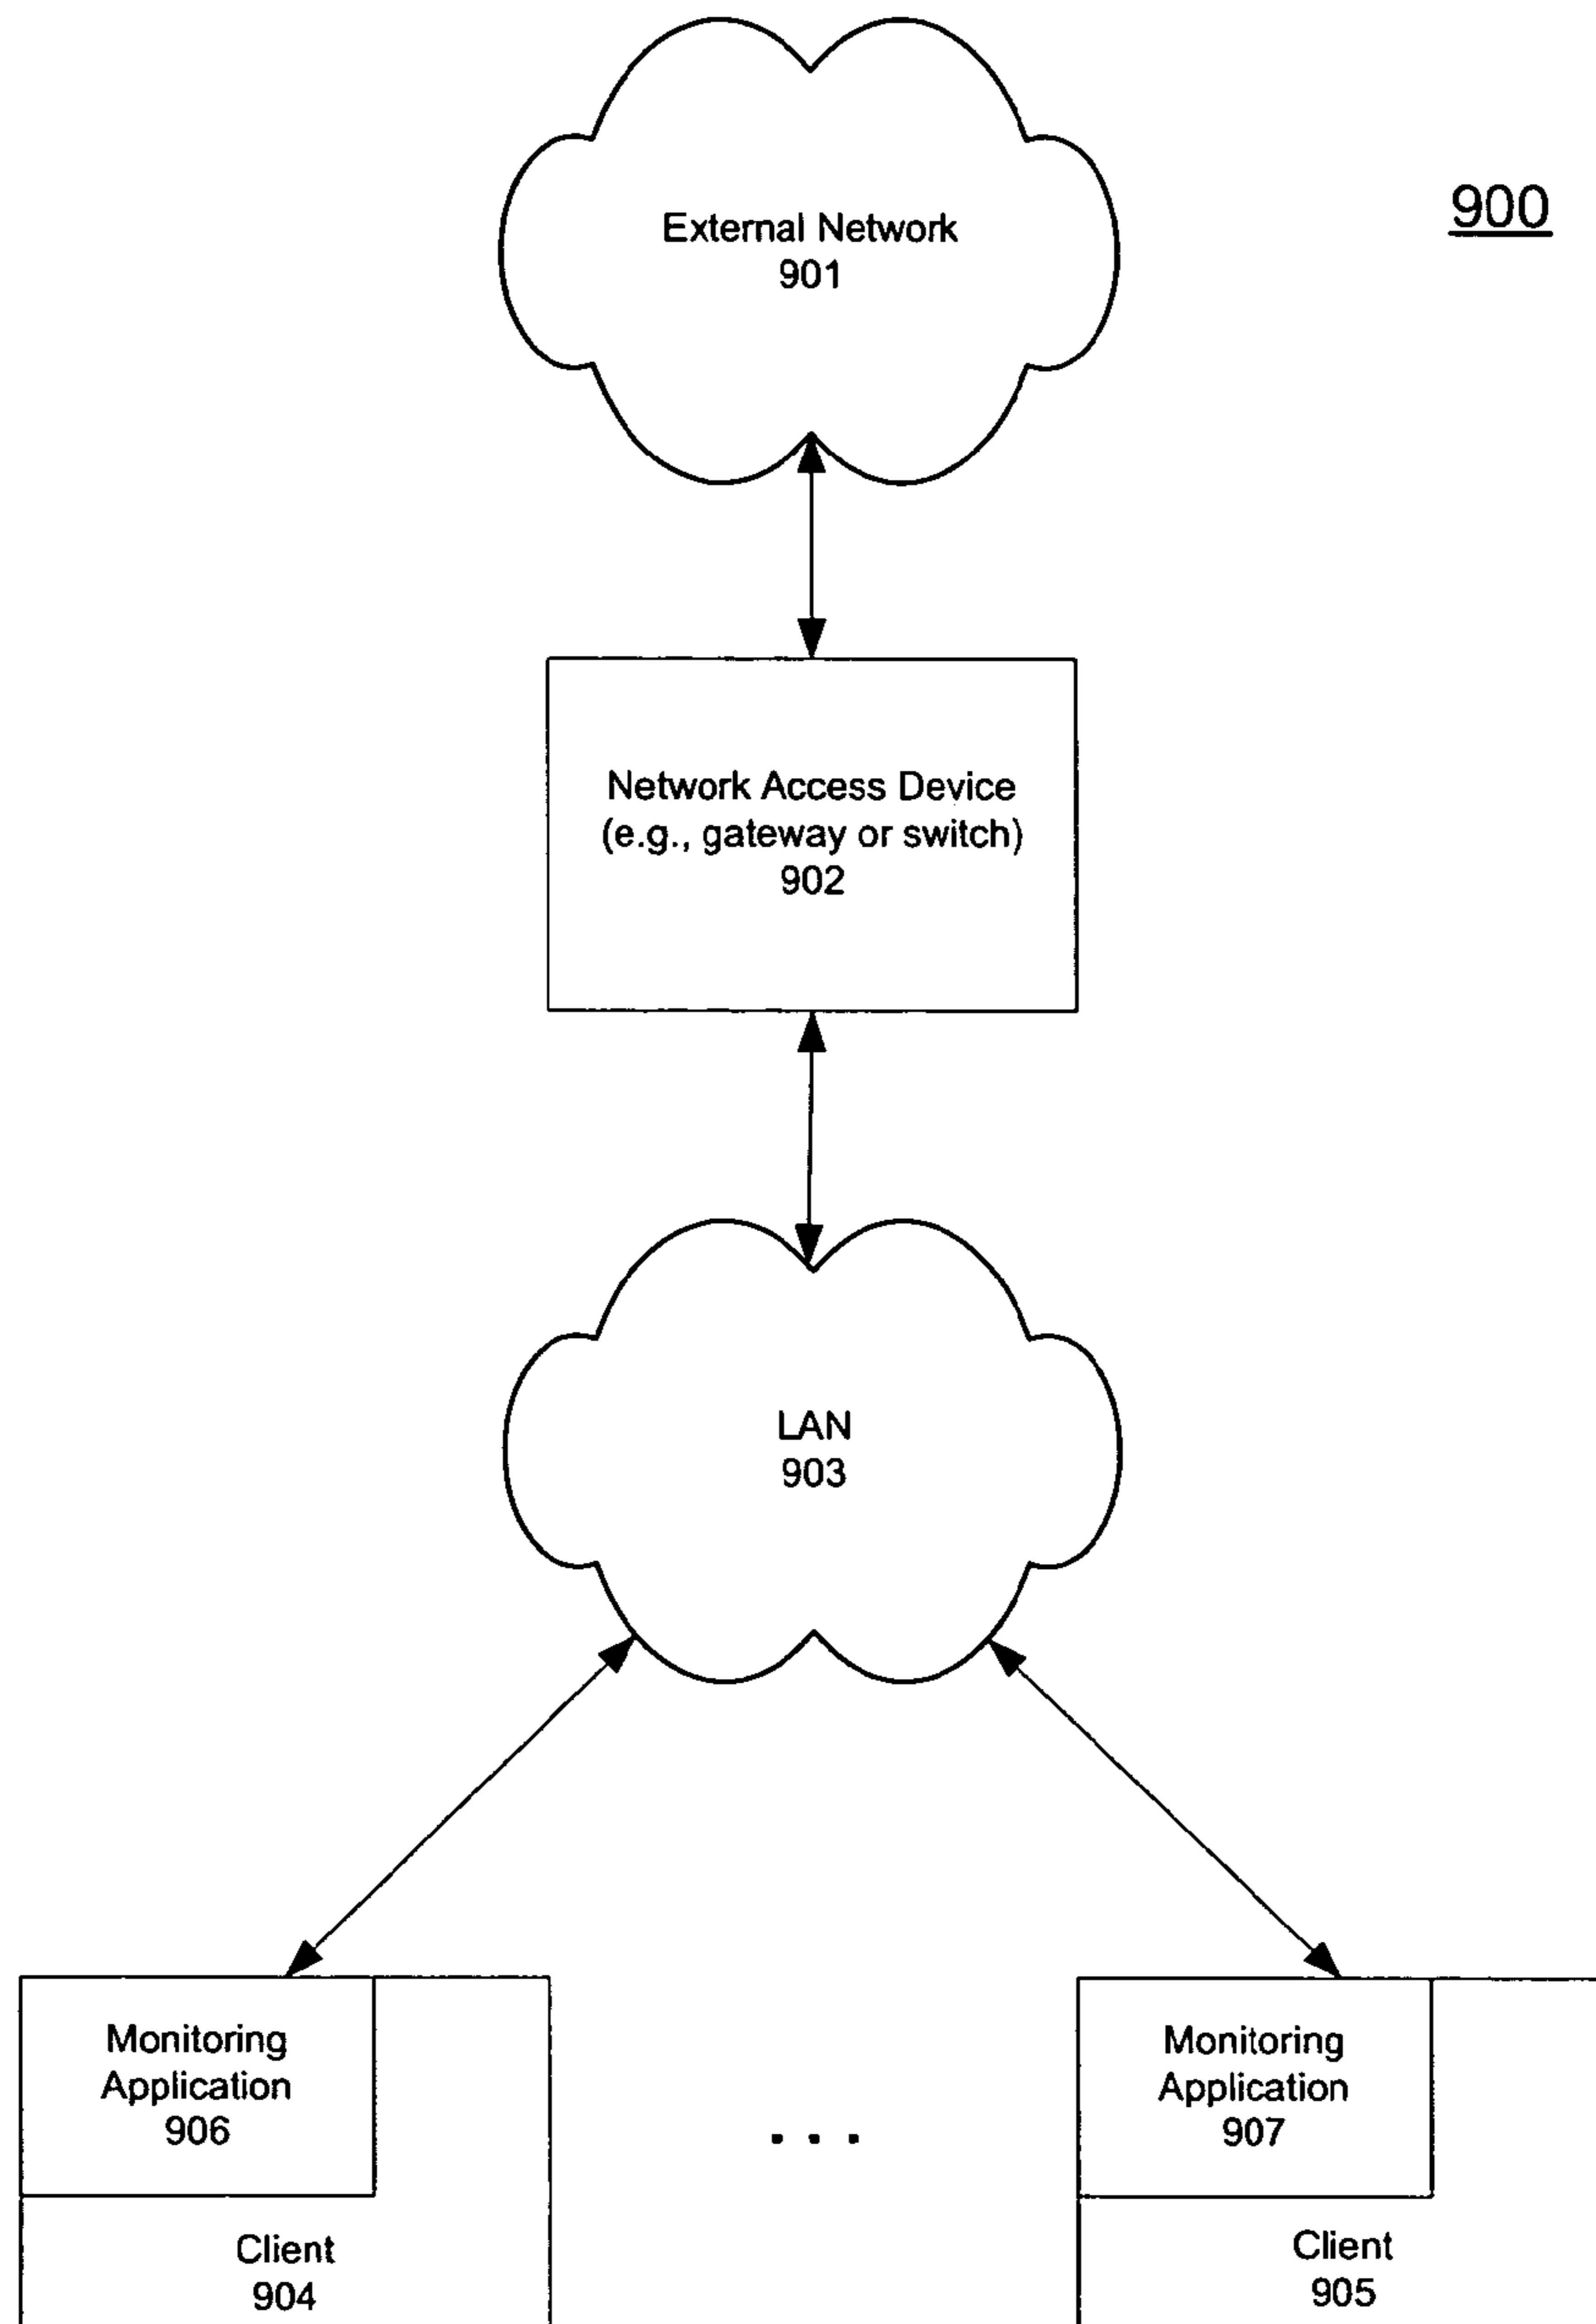 900
External Network
901
Network Access Device
(e.g., gateway or switch)
902
LAN
903
Monitoring
Application
906
Client
904
. . .
Monitoring
Application
907
Client
905